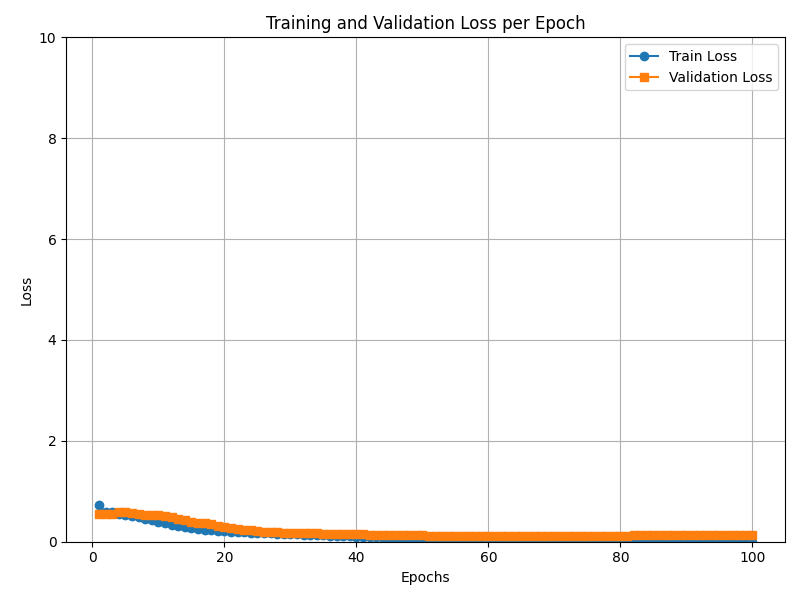 Training and Validation Loss per Epoch
Train Loss
Validation Loss
10
8
6
4
2
0
Loss
0 20 40 60 80 100
Epochs